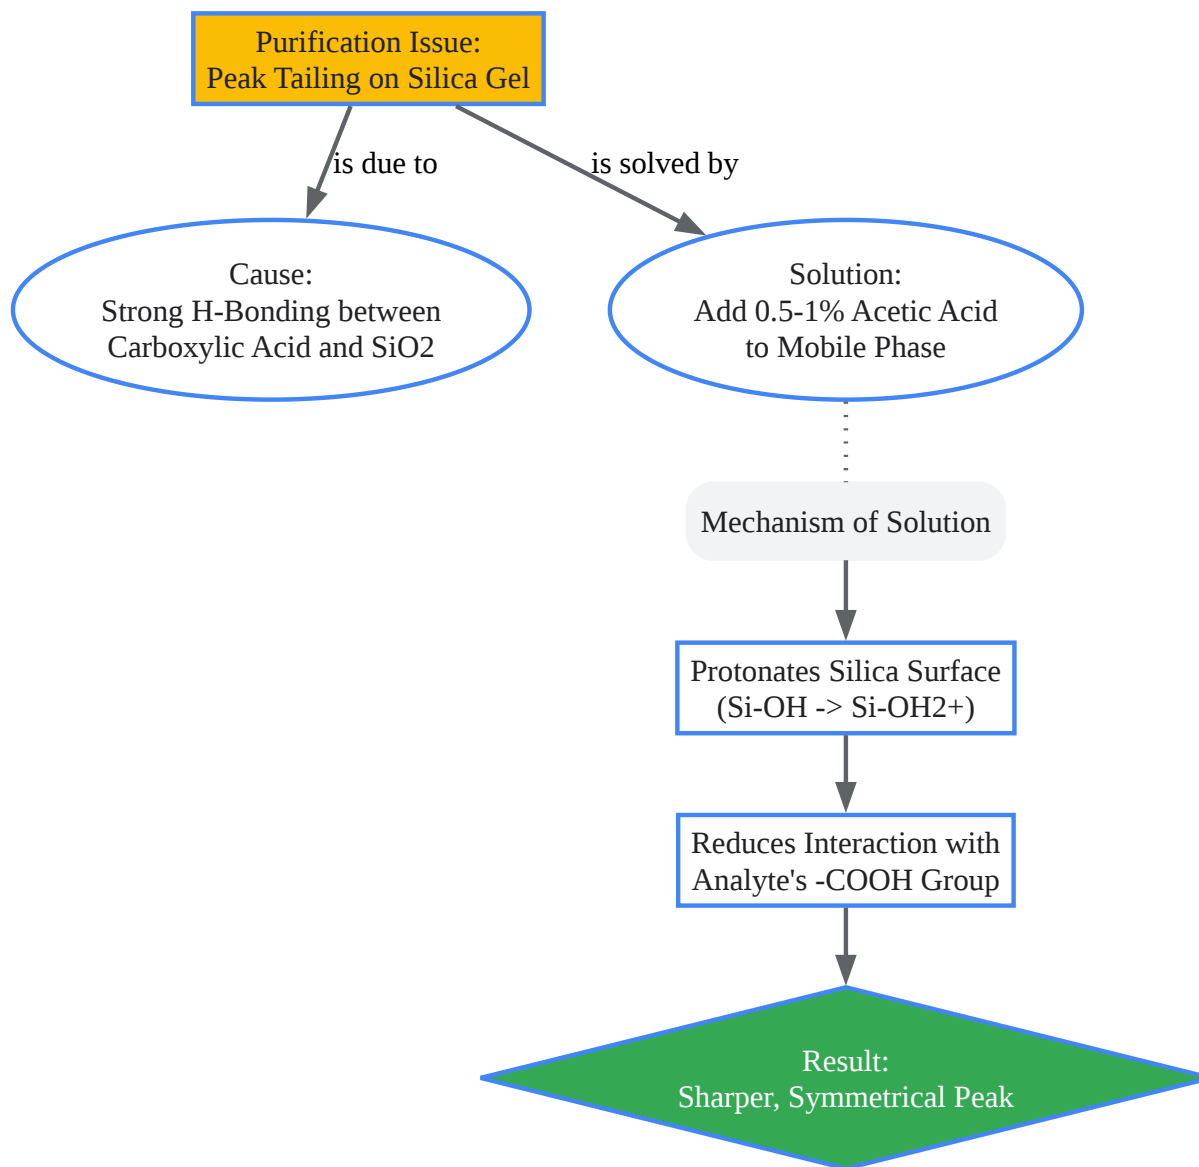 Purification Issue:
Peak Tailing on Silica Gel
is due to
is solved by
Cause:
Strong H-Bonding between
Carboxylic Acid and SiO2
Solution:
Add 0.5-1% Acetic Acid
to Mobile Phase
Mechanism of Solution
Protonates Silica Surface
(Si-OH -> Si-OH2+)
Reduces Interaction with
Analyte's -COOH Group
Result:
Sharper, Symmetrical Peak